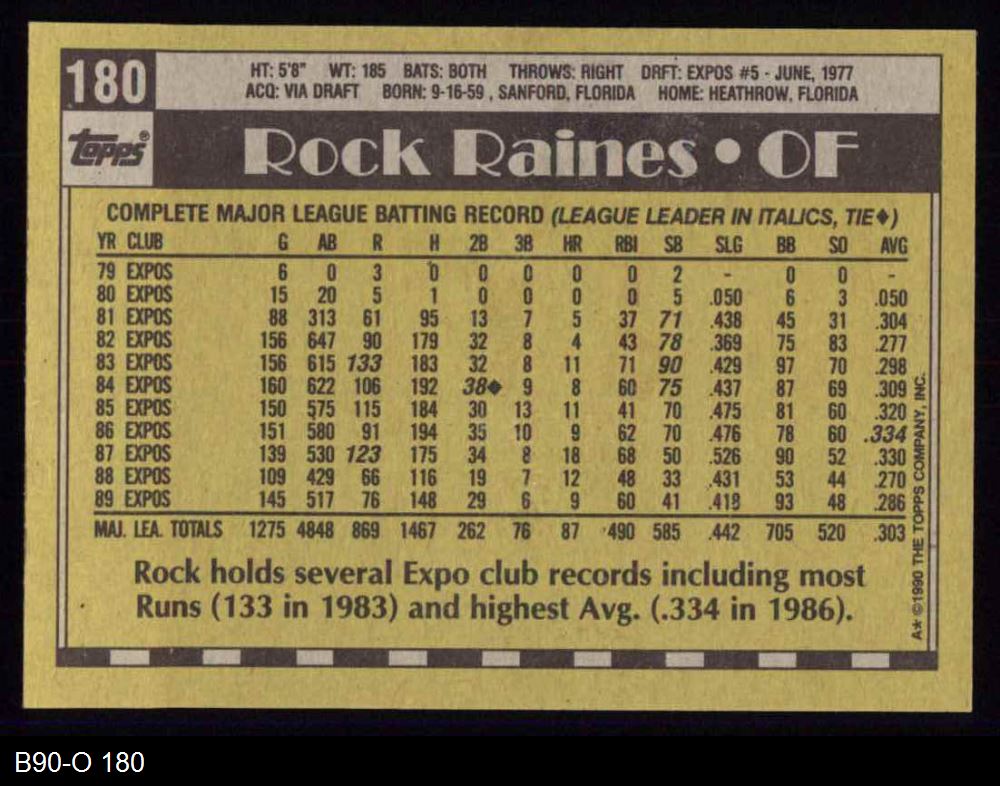 180
HT: 5'8" WT: 185 BATS: BOTH THROWS: RIGHT DRFT: EXPOS #5 - JUNE, 1977
ACQ: VIA DRAFT BORN: 9-16-59 , SANFORD, FLORIDA HOME: HEATHROW, FLORIDA
topps®
Rock Raines • OF
COMPLETE MAJOR LEAGUE BATTING RECORD (LEAGUE LEADER IN ITALICS, TIE♦)
YR CLUB G AB R H 2B 3B HR RBI SB SLG BB SO AVG
79 EXPOS 6 0 3 0 0 0 0 0 2 - 0 0 -
80 EXPOS 15 20 5 1 0 0 0 0 5 .050 6 3 .050
81 EXPOS 88 313 61 95 13 7 5 37 71 .438 45 31 .304
82 EXPOS 156 647 90 179 32 8 4 43 78 .369 75 83 .277
83 EXPOS 156 615 133 183 32 8 11 71 90 .429 97 70 .298
84 EXPOS 160 622 106 192 38♦ 9 8 60 75 .437 87 69 .309
85 EXPOS 150 575 115 184 30 13 11 41 70 .475 81 60 .320
86 EXPOS 151 580 91 194 35 10 9 62 70 .476 78 60 .334
87 EXPOS 139 530 123 175 34 8 18 68 50 .526 90 52 .330
88 EXPOS 109 429 66 116 19 7 12 48 33 .431 53 44 .270
89 EXPOS 145 517 76 148 29 6 9 60 41 .418 93 48 .286
MAJ. LEA. TOTALS 1275 4848 869 1467 262 76 87 490 585 .442 705 520 .303
Rock holds several Expo club records including most
Runs (133 in 1983) and highest Avg. (.334 in 1986).
A* ©1990 THE TOPPS COMPANY, INC.
B90-O 180